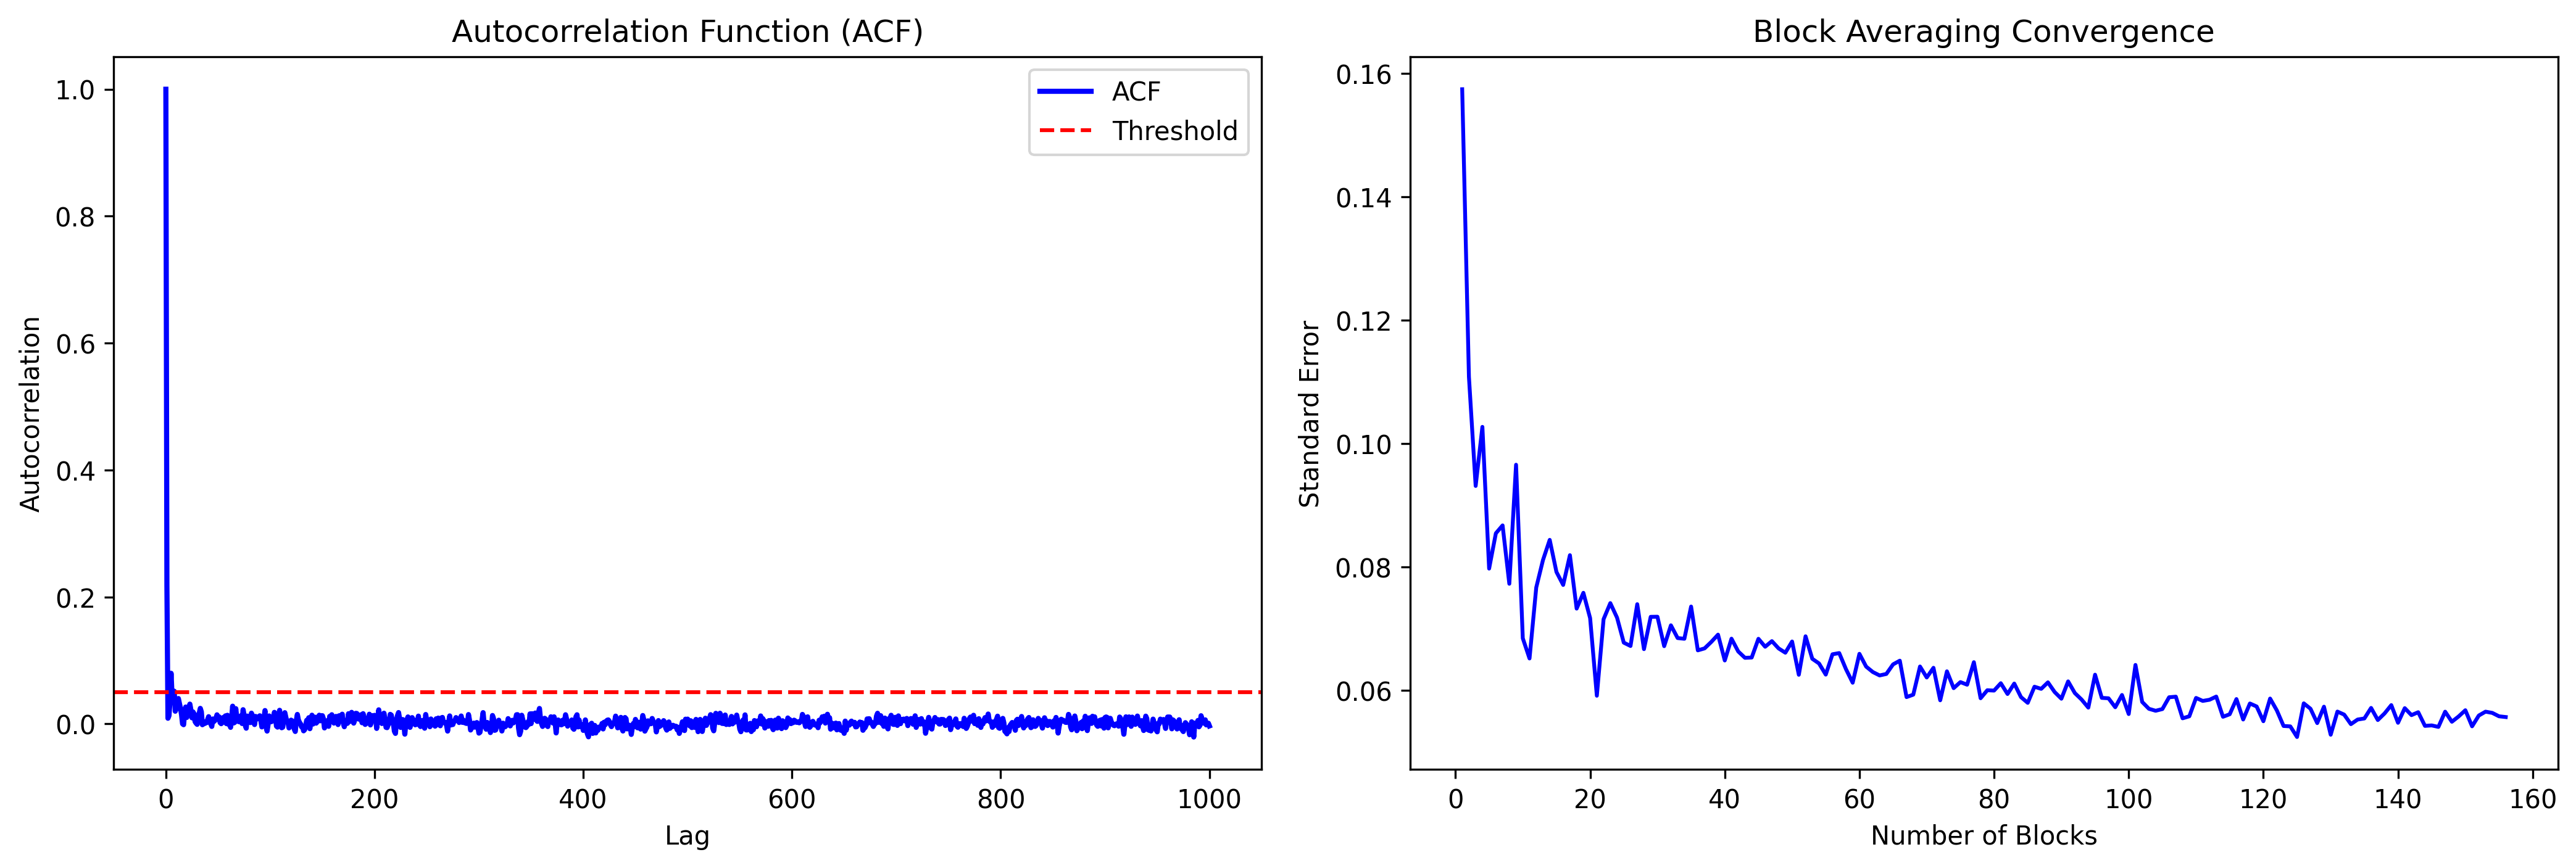 Autocorrelation Function (ACF)
1.0
0.8
0.6
0.4
0.2
0.0
Autocorrelation
ACF
Threshold
0 200 400 600 800 1000
Lag
Block Averaging Convergence
0.16
0.14
0.12
0.10
0.08
0.06
Standard Error
0 20 40 60 80 100 120 140 160
Number of Blocks